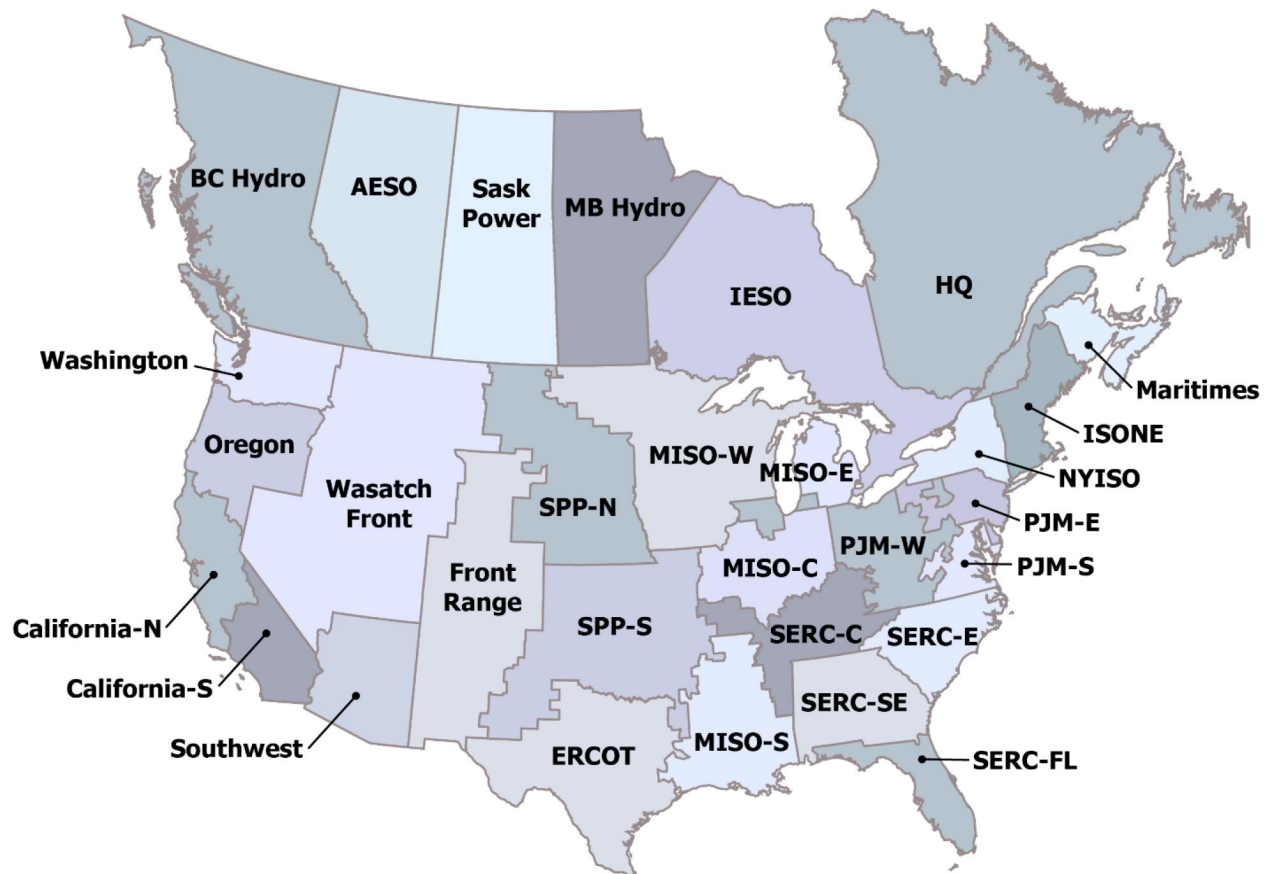 BC Hydro
AESO
Sask
Power
MB Hydro
IESO
HQ
Washington
Maritimes
Oregon
ISONE
MISO-W
MISO-E
NYISO
Wasatch
Front
SPP-N
PJM-E
PJM-W
PJM-S
MISO-C
Front
Range
California-N
SPP-S
SERC-C
SERC-E
California-S
SERC-SE
Southwest
ERCOT
MISO-S
SERC-FL